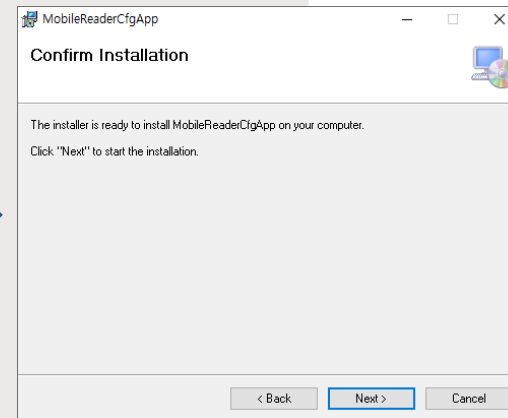 MobileReaderCfgApp
Confirm Installation
The installer is ready to install MobileReaderCfgApp on your computer.
Click "Next" to start the installation.
< Back
Next >
Cancel